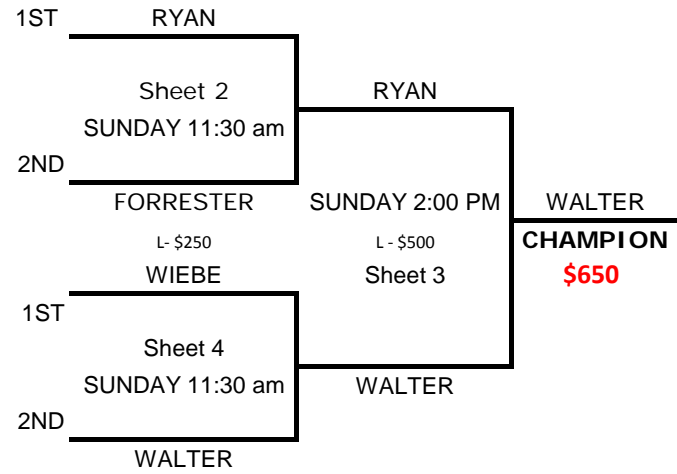 1ST RYAN
Sheet 2 RYAN
SUNDAY 11:30 am
2ND
FORRESTER SUNDAY 2:00 PM WALTER
L- $250 L - $500 CHAMPION
WIEBE Sheet 3 $650
1ST
Sheet 4
SUNDAY 11:30 am WALTER
2ND
WALTER